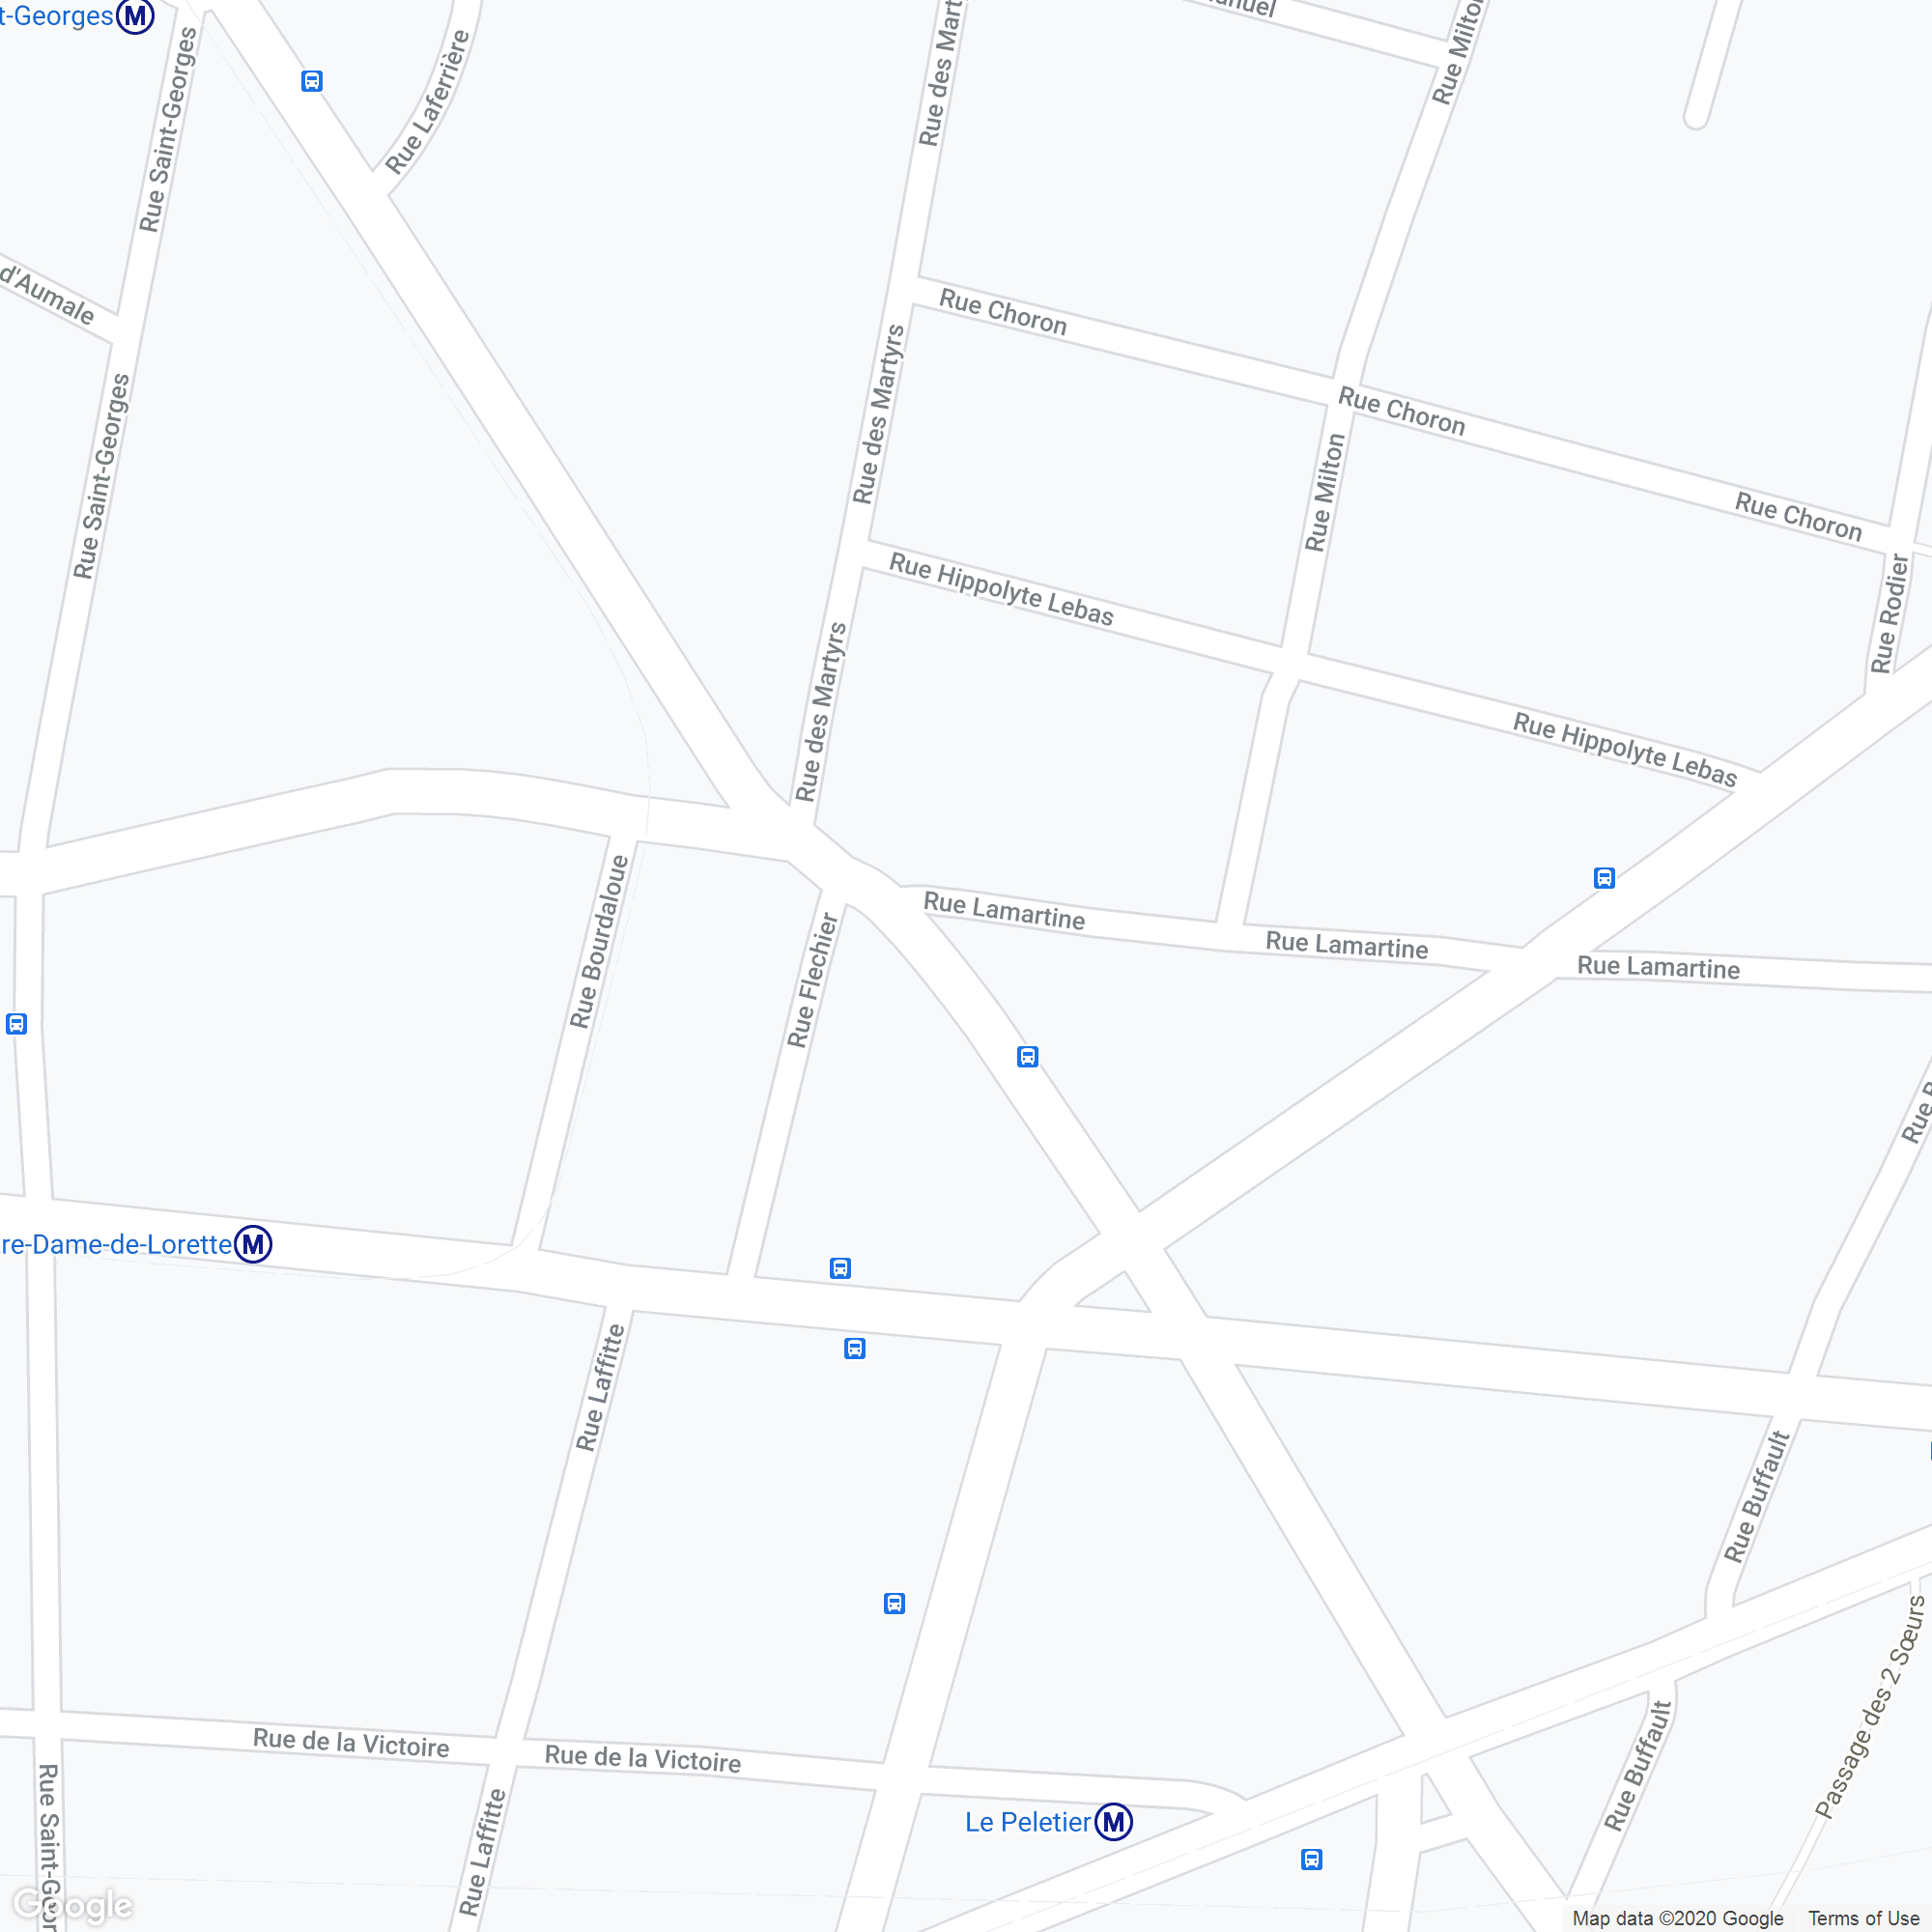 t-Georges
Rue Saint-Georges
Rue Laferrière
Rue des Mart
nuel
Rue Milton
d'Aumale
Rue Choron
Rue des Martyrs
Rue Choron
Rue Saint-Georges
Rue Milton
Rue Choron
Rue Hippolyte Lebas
Rue Rodier
Rue des Martyrs
Rue Hippolyte Lebas
Rue Bourdaloue
Rue Lamartine
Rue Lamartine
Rue Lamartine
Rue Flechier
Rue B
re-Dame-de-Lorette
M
Rue Laffitte
Rue Buffault
Passage des 2 Sœurs
Rue de la Victoire
Rue de la Victoire
Rue Buffault
Rue Saint-Geor
Rue Laffitte
Le Peletier
M
Google
Map data ©2020 Google
Terms of Use